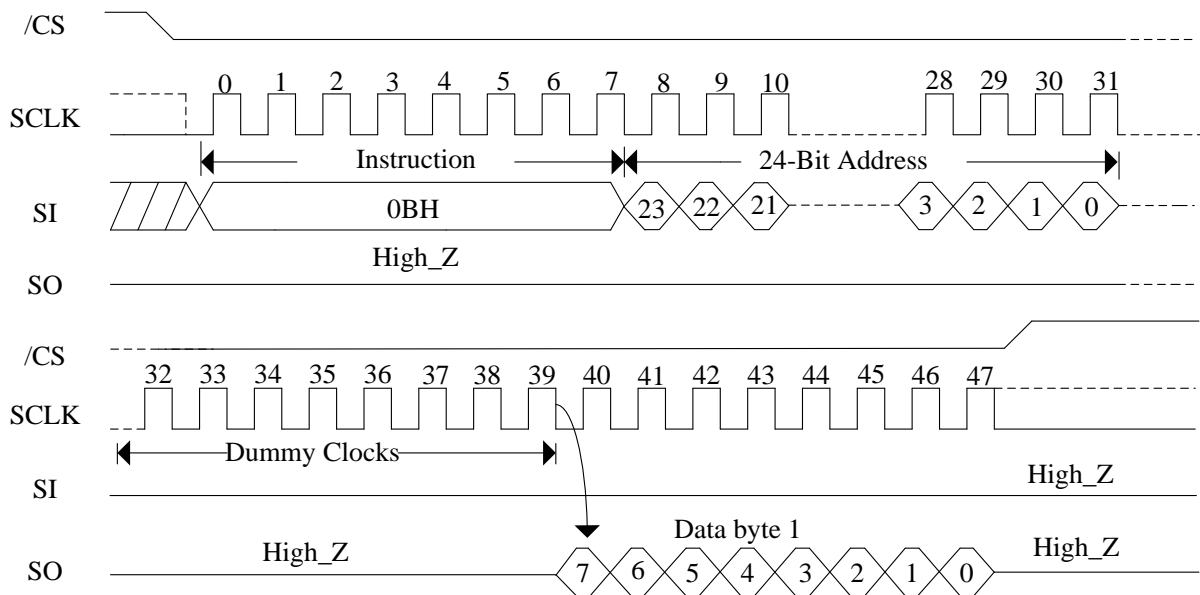 /CS
0 1 2 3 4 5 6 7 8 9 10 28 29 30 31
SCLK
Instruction 24-Bit Address
SI 0BH 23 22 21 3 2 1 0
High_Z
SO
/CS
32 33 34 35 36 37 38 39 40 41 42 43 44 45 46 47
SCLK
Dummy Clocks
SI High_Z
Data byte 1
SO High_Z 7 6 5 4 3 2 1 0 High_Z